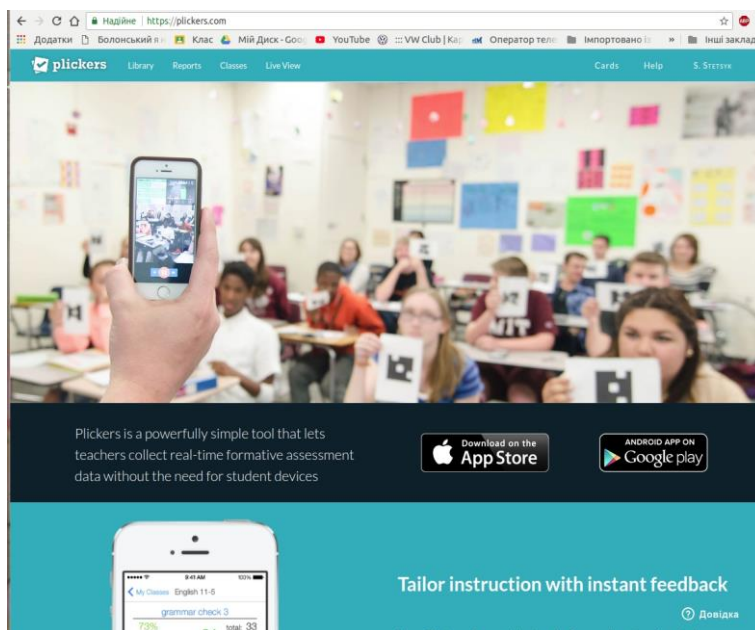 Надійне | https://plickers.com
Додатки Болонський я Клас Мій Диск - Goo YouTube ::: VW Club | Кар Оператор теле Імпортовано із » Інші заклад
plickers Library Reports Classes Live View Cards Help S. STETSYK
NIT
Plickers is a powerfully simple tool that lets
teachers collect real-time formative assessment
data without the need for student devices
Download on the
App Store
ANDROID APP ON
Google play
9:41 AM 100%
My Classes English 11-5
grammar check 3
73% total: 33
Tailor instruction with instant feedback
Довідка